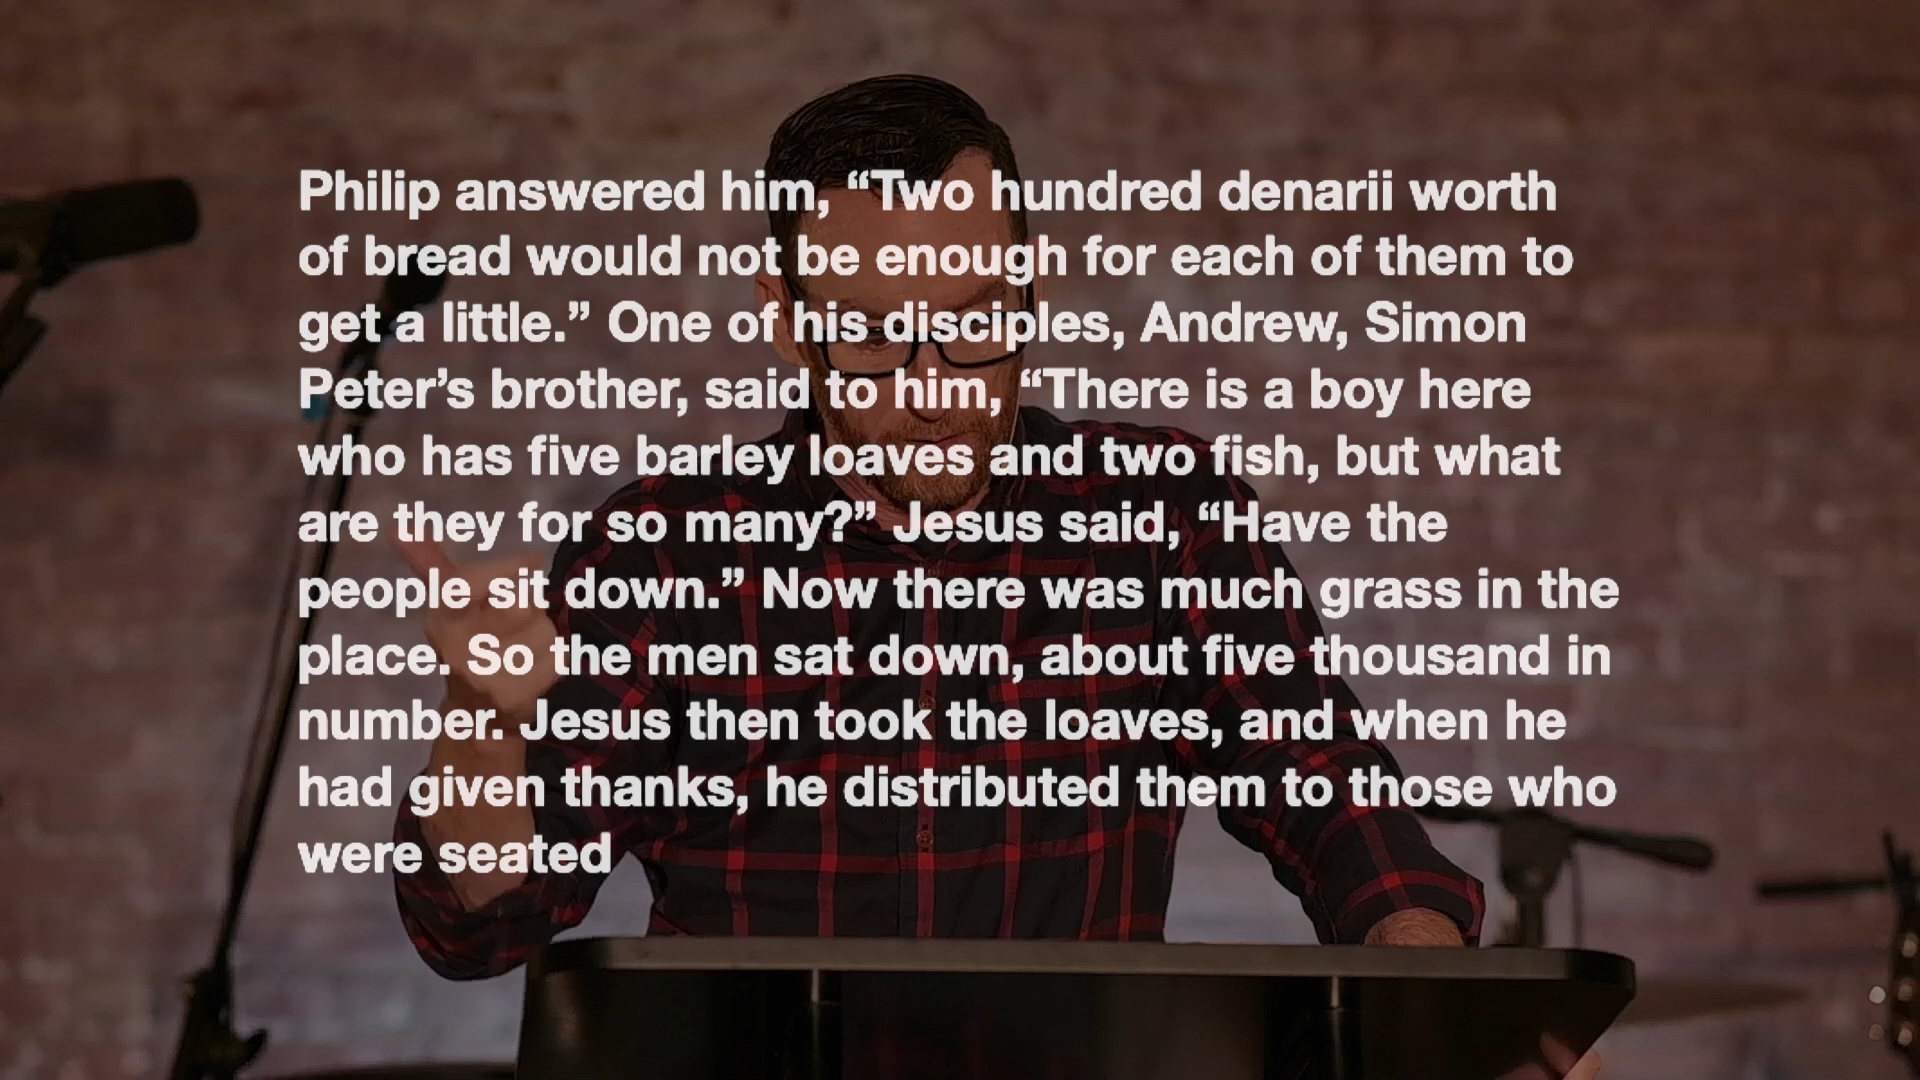 Philip answered him, “Two hundred denarii worth
of bread would not be enough for each of them to
get a little.” One of his disciples, Andrew, Simon
Peter’s brother, said to him, “There is a boy here
who has five barley loaves and two fish, but what
are they for so many?” Jesus said, “Have the
people sit down.” Now there was much grass in the
place. So the men sat down, about five thousand in
number. Jesus then took the loaves, and when he
had given thanks, he distributed them to those who
were seated